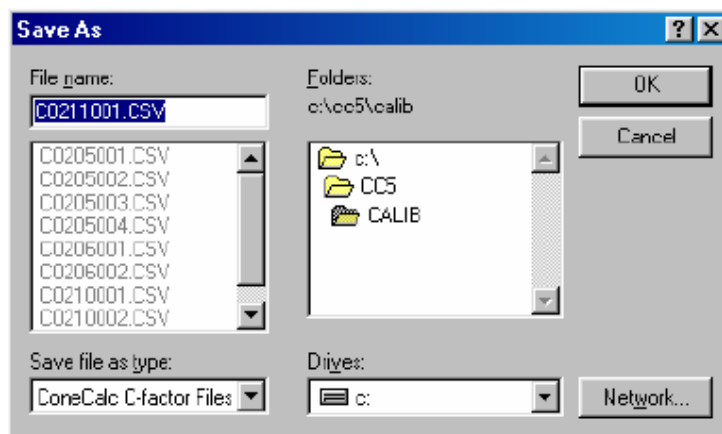 Save As
File name:
C0211001.CSV
C0205001.CSV
C0205002.CSV
C0205003.CSV
C0205004.CSV
C0206001.CSV
C0206002.CSV
C0210001.CSV
C0210002.CSV
Save file as type:
ConeCalc C-factor Files
Folders:
c:\cc5\calib
c:\
CC5
CALIB
Drives:
c:
OK
Cancel
Network...